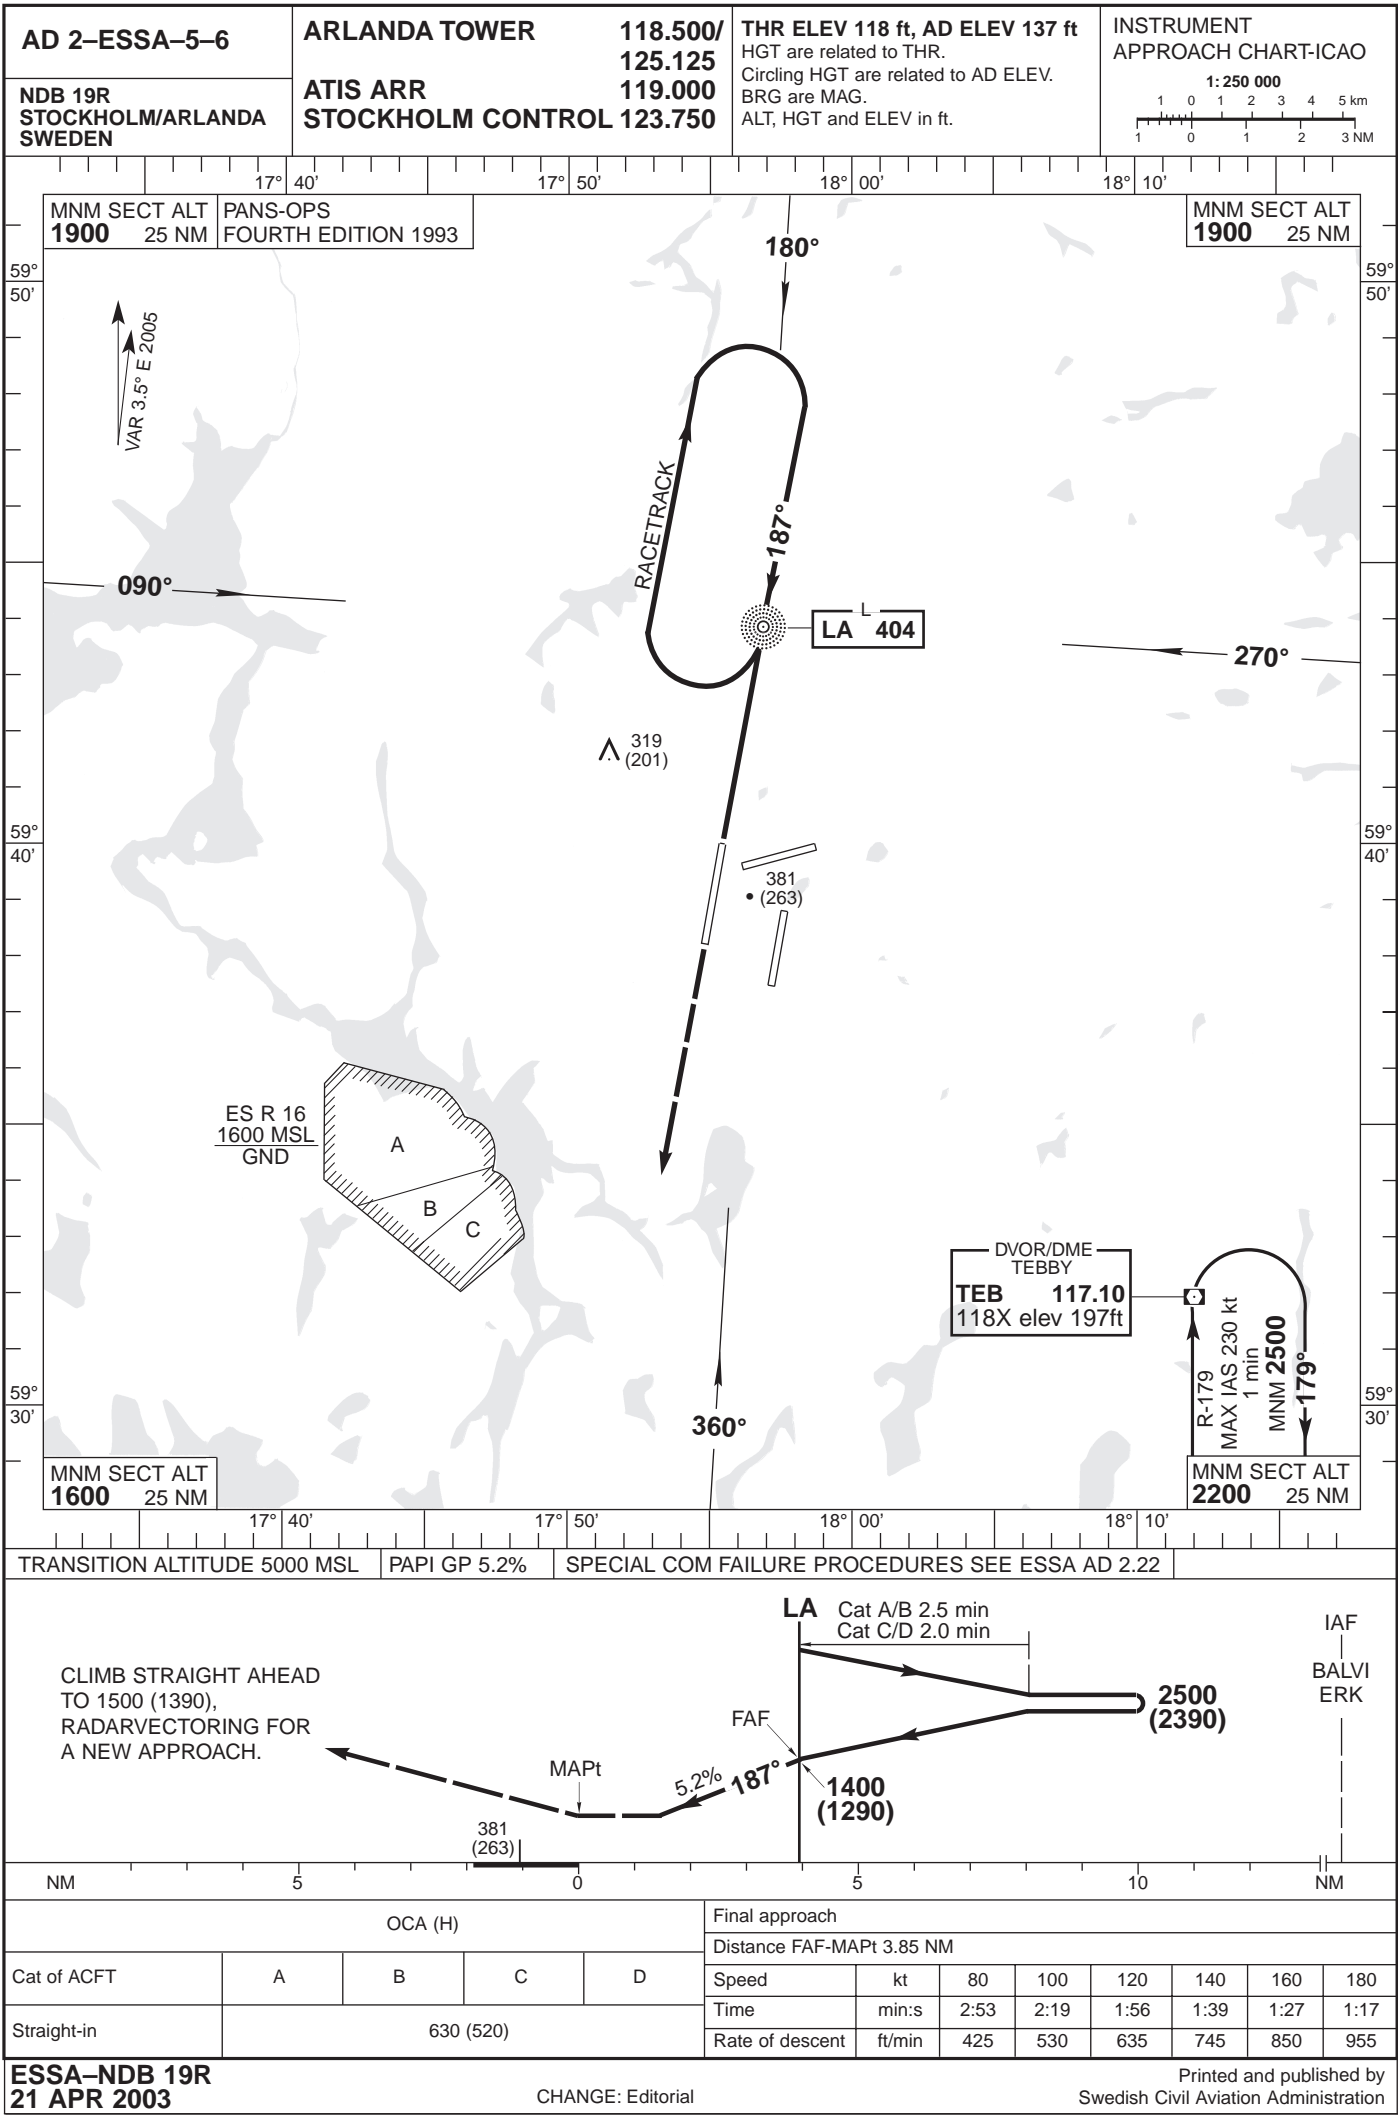 AD 2–ESSA–5–6
NDB 19R
STOCKHOLM/ARLANDA
SWEDEN
ARLANDA TOWER 118.500/
125.125
ATIS ARR 119.000
STOCKHOLM CONTROL 123.750
THR ELEV 118 ft, AD ELEV 137 ft
HGT are related to THR.
Circling HGT are related to AD ELEV.
BRG are MAG.
ALT, HGT and ELEV in ft.
INSTRUMENT
APPROACH CHART-ICAO
1: 250 000
1 0 1 2 3 4 5 km
1 0 1 2 3 NM
17° 40’ 17° 50’ 18° 00’ 18° 10’
MNM SECT ALT
1900 25 NM
PANS-OPS
FOURTH EDITION 1993
MNM SECT ALT
1900 25 NM
180°
59°
50’
59°
50’
VAR 3.5° E 2005
RACETRACK
187°
090°
L
LA 404
270°
319
(201)
59°
40’
59°
40’
381
(263)
ES R 16
1600 MSL
GND
A
B
C
DVOR/DME
TEBBY
TEB 117.10
118X elev 197ft
R-179
MAX IAS 230 kt
1 min
MNM 2500
179°
59°
30’
59°
30’
360°
MNM SECT ALT
1600 25 NM
MNM SECT ALT
2200 25 NM
17° 40’ 17° 50’ 18° 00’ 18° 10’
TRANSITION ALTITUDE 5000 MSL PAPI GP 5.2% SPECIAL COM FAILURE PROCEDURES SEE ESSA AD 2.22
LA
Cat A/B 2.5 min
Cat C/D 2.0 min
IAF
BALVI
ERK
CLIMB STRAIGHT AHEAD
TO 1500 (1390),
RADARVECTORING FOR
A NEW APPROACH.
2500
(2390)
FAF
MAPt
5.2% 187°
1400
(1290)
381
(263)
NM 5 0 5 10 NM
OCA (H)
Cat of ACFT A B C D
Straight-in 630 (520)
Final approach
Distance FAF-MAPt 3.85 NM
Speed kt 80 100 120 140 160 180
Time min:s 2:53 2:19 1:56 1:39 1:27 1:17
Rate of descent ft/min 425 530 635 745 850 955
ESSA–NDB 19R
21 APR 2003
CHANGE: Editorial
Printed and published by
Swedish Civil Aviation Administration